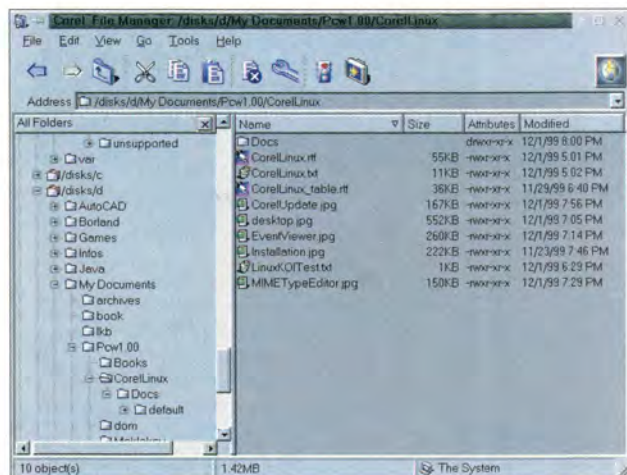 Corel File Manager: /disks/d/My Documents/Pcw1.00/CorelLinux
File Edit View Go Tools Help
Address /disks/d/My Documents/Pcw1.00/CorelLinux
All Folders
unsupported
var
/disks/c
/disks/d
AutoCAD
Borland
Games
Infos
Java
My Documents
archives
book
lkb
Pcw1.00
Books
CorelLinux
Docs
default
dom
Name Size Attributes Modified
Docs drwxr-xr-x 12/1/99 8:00 PM
CorelLinux.rtf 55KB -rwxr-xr-x 12/1/99 5:01 PM
CorelLinux.txt 11KB -rwxr-xr-x 12/1/99 5:02 PM
CorelLinux_table.rtf 36KB -rwxr-xr-x 11/29/99 6:40 PM
CorelUpdate.jpg 167KB -rwxr-xr-x 12/1/99 7:56 PM
desktop.jpg 552KB -rwxr-xr-x 12/1/99 7:05 PM
EventViewer.jpg 260KB -rwxr-xr-x 12/1/99 7:14 PM
Installation.jpg 222KB -rwxr-xr-x 11/23/99 7:46 PM
LinuxKOITest.txt 1KB -rwxr-xr-x 12/1/99 6:29 PM
MIMETypeEditor.jpg 150KB -rwxr-xr-x 12/1/99 7:29 PM
10 object(s) 1.42MB The System